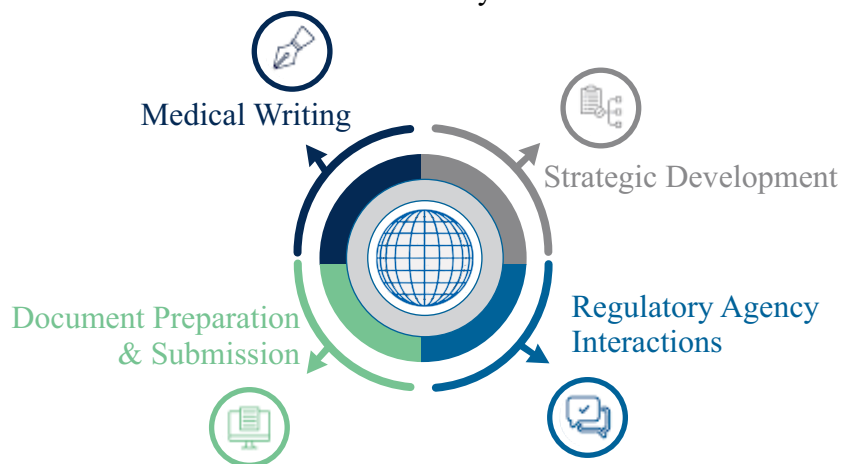 Medical Writing
Strategic Development
Document Preparation
& Submission
Regulatory Agency
Interactions